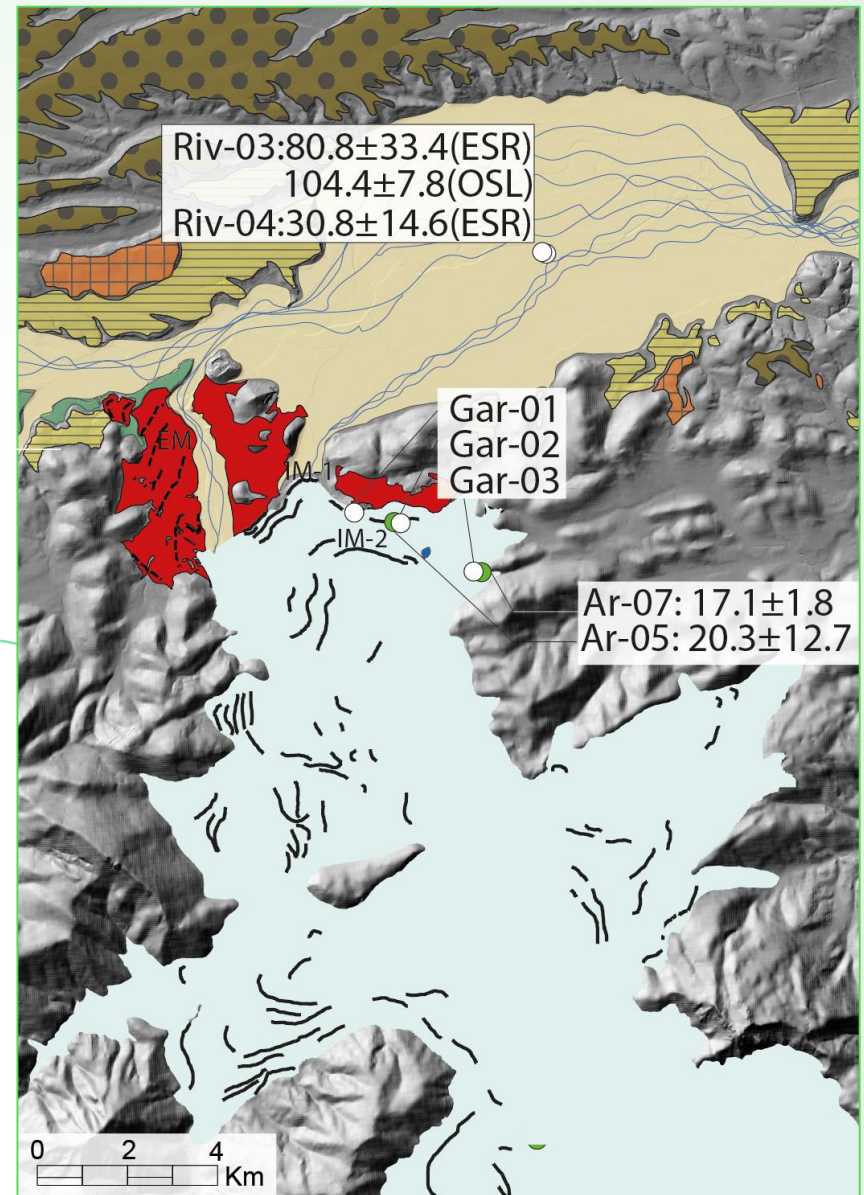 Riv-03:80.8±33.4(ESR)
104.4±7.8(OSL)
Riv-04:30.8±14.6(ESR)
Gar-01
Gar-02
Gar-03
EM
IM-1
IM-2
Ar-07: 17.1±1.8
Ar-05: 20.3±12.7
0 2 4
Km